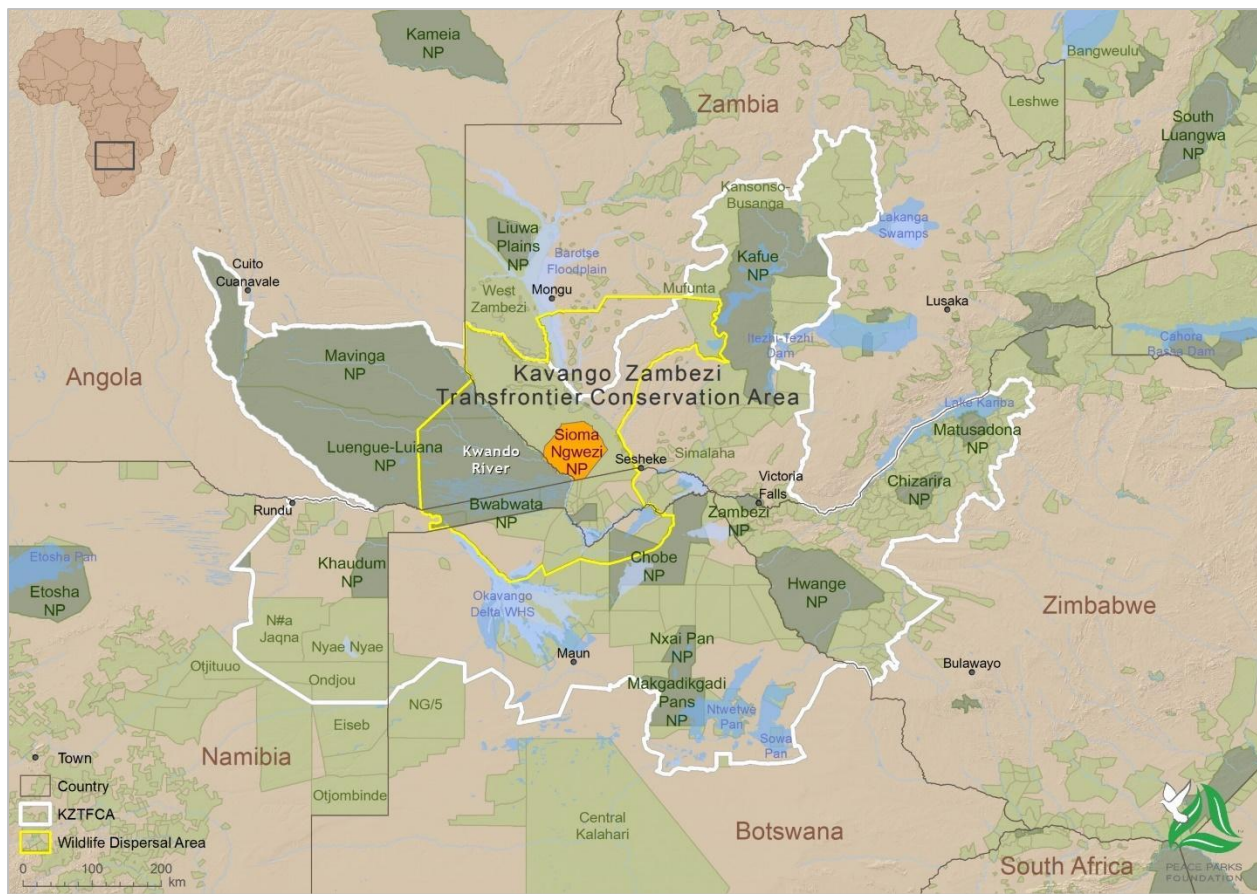 Kameia
NP
Zambia
Bangweulu
Leshwe
South
Luangwa
NP
Kansonso-
Busanga
Lakanga
Swamps
Liuwa
Plains
NP
Barotse
Floodplain
Kafue
NP
Cuito
Cuanavale
West
Zambezi
Mongu
Mufunta
Lusaka
Itezhi-Tezhi
Dam
Cahora
Bassa Dam
Angola
Mavinga
NP
Kavango Zambezi
Transfrontier Conservation Area
Lake Kariba
Matusadona
NP
Luengue-Luiana
NP
Kwando
River
Sioma
Ngwezi
NP
Sesheke
Simalaha
Victoria
Falls
Chizarira
NP
Rundu
Bwabwata
NP
Zambezi
NP
Etosha Pan
Etosha
NP
Khaudum
NP
Chobe
NP
Hwange
NP
Zimbabwe
Okavango
Delta WHS
N#a
Jaqna
Nyae Nyae
Nxai Pan
NP
Otjituuo
Ondjou
Maun
Bulawayo
Makgadikgadi
Pans
NP
NG/5
Ntwetwe
Pan
Eiseb
Sowa
Pan
Namibia
Otjombinde
Central
Kalahari
Botswana
South Africa
Town
Country
KZTFCA
Wildlife Dispersal Area
0 100 200
km
PEACE PARKS
FOUNDATION